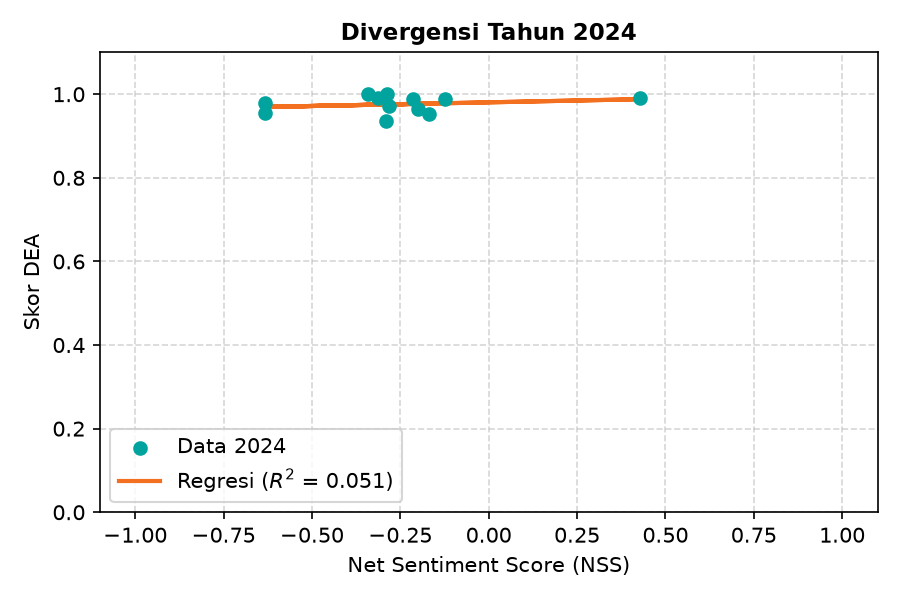 Divergensi Tahun 2024
1.0
0.8
0.6
0.4
0.2
0.0
Skor DEA
Data 2024
Regresi (R² = 0.051)
−1.00 −0.75 −0.50 −0.25 0.00 0.25 0.50 0.75 1.00
Net Sentiment Score (NSS)